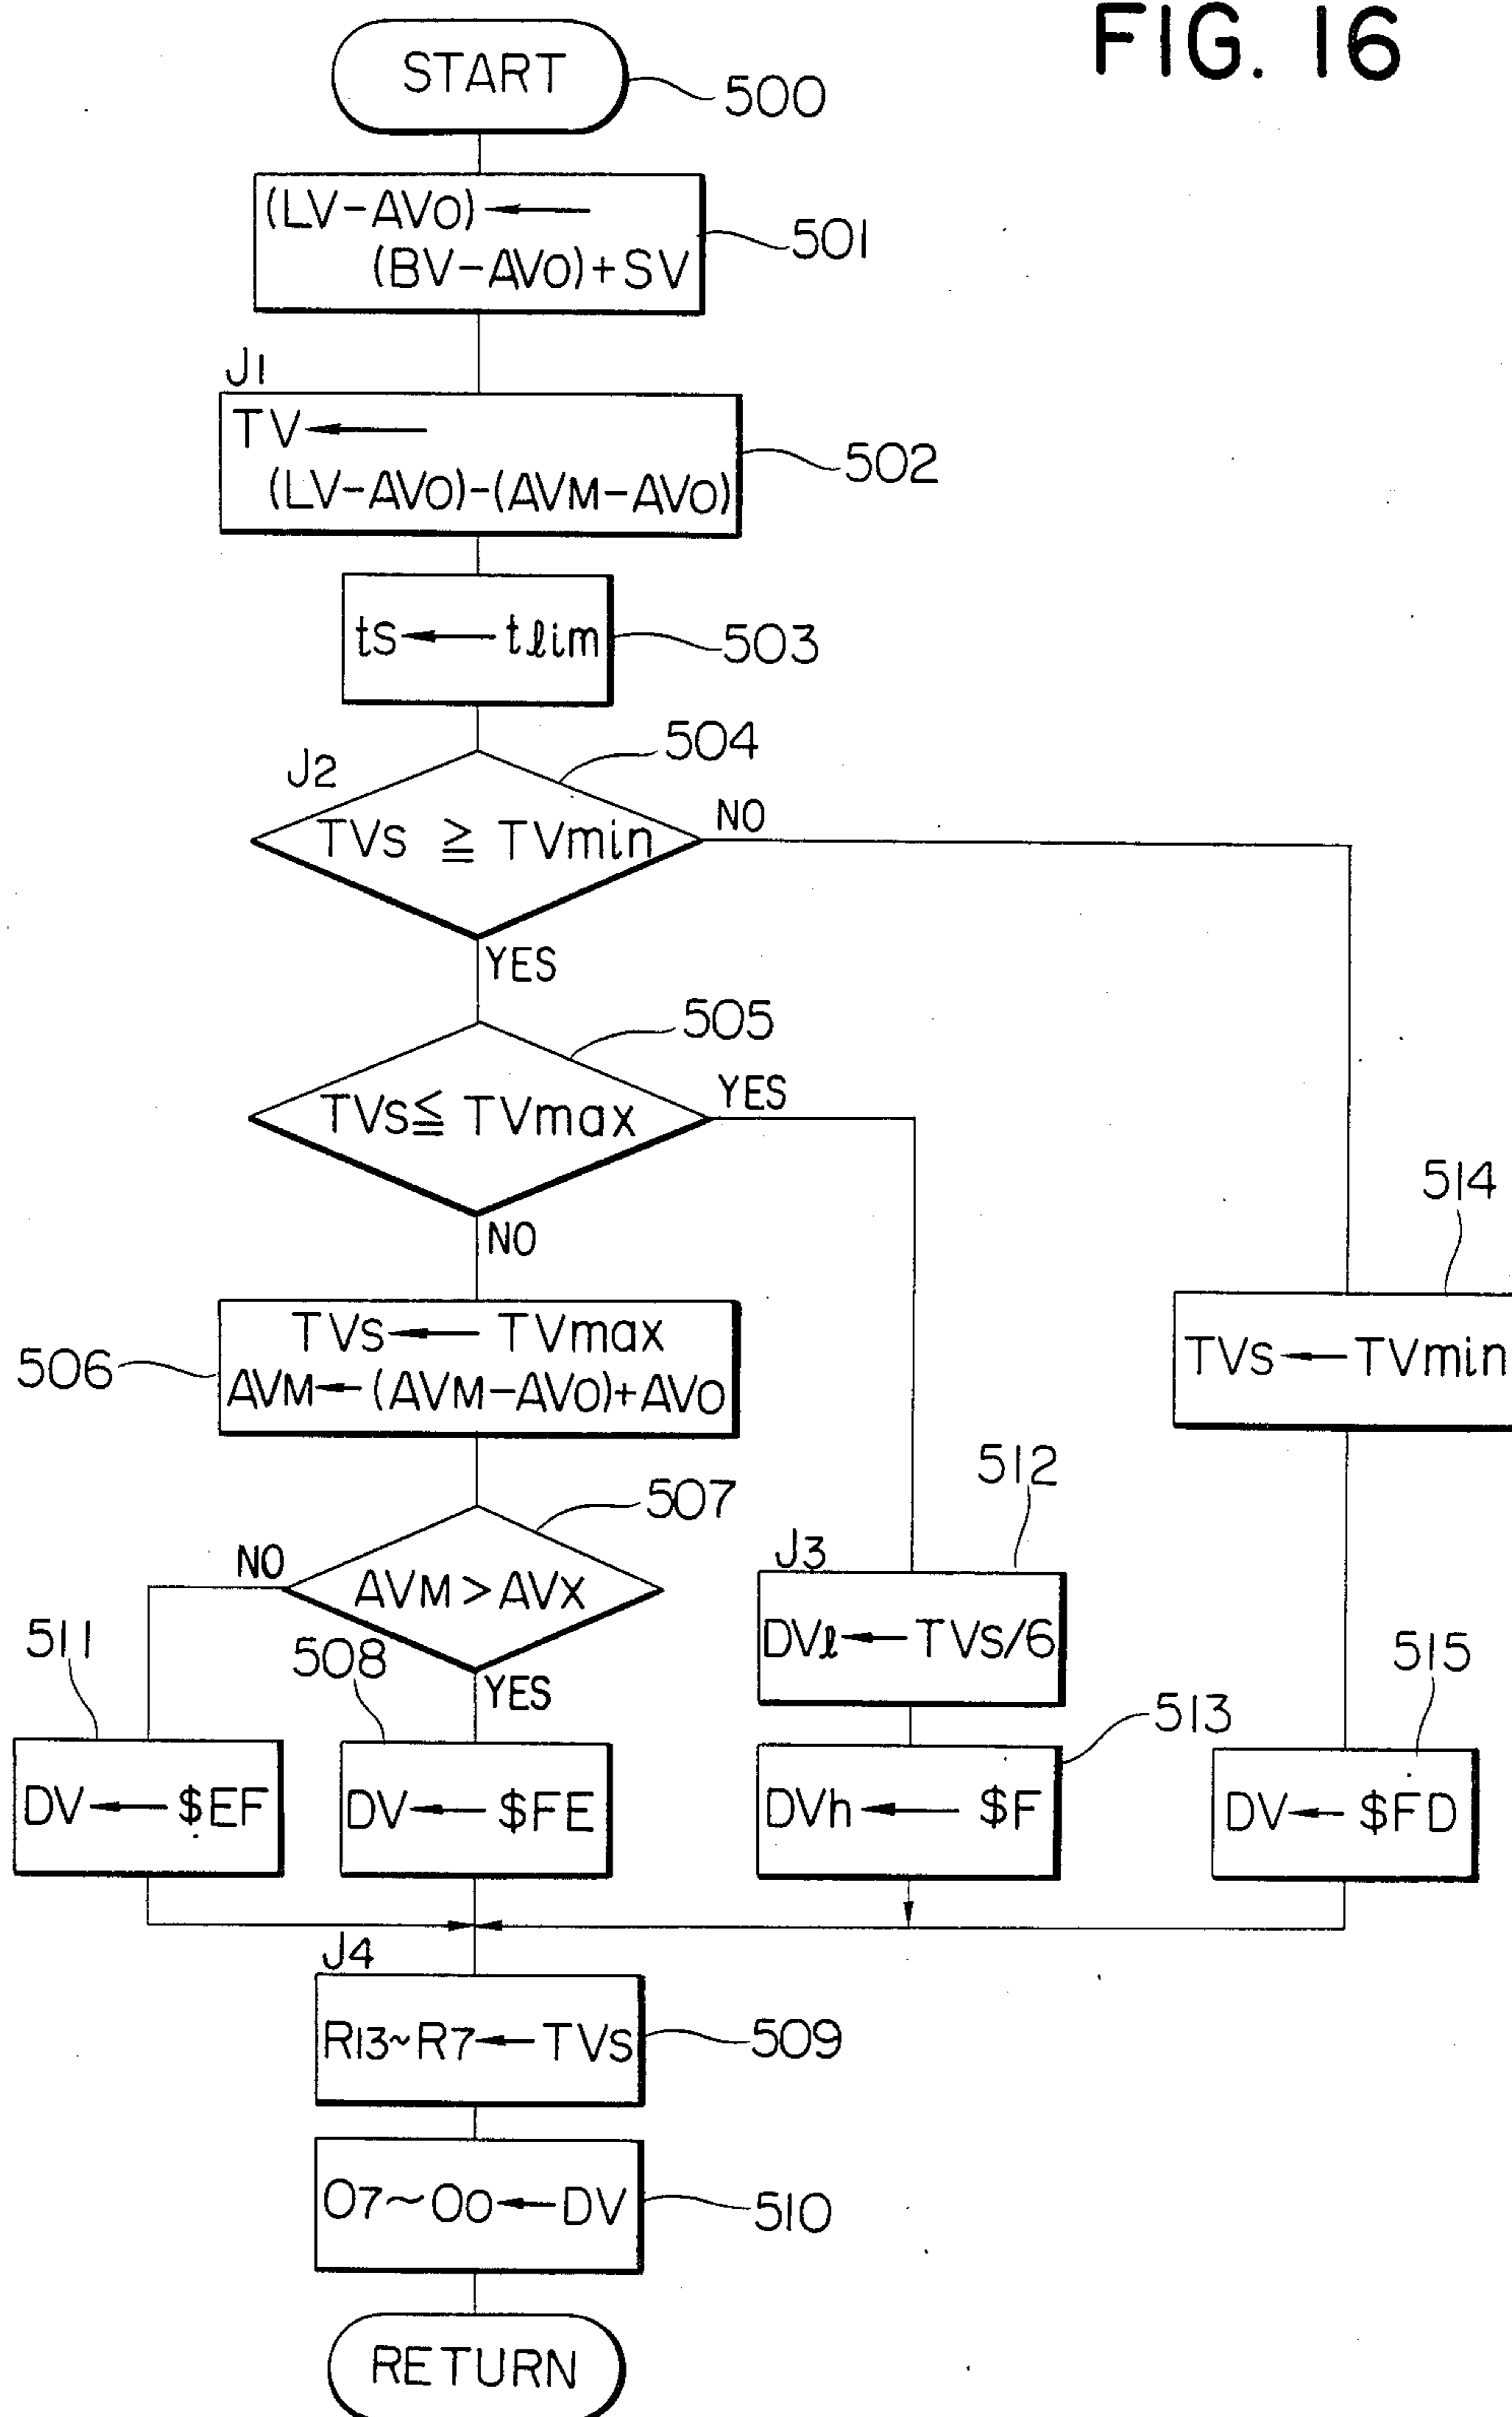 FIG. 16
START
500
(LV-AVO)←
(BV-AVO)+SV
501
J1
TV←
(LV-AVO)-(AVM-AVO)
502
tS←tlim
503
504
J2
TVS ≧ TVmin
NO
YES
505
TVS≦ TVmax
YES
NO
514
TVS← TVmax
AVM←(AVM-AVO)+AVO
506
TVS←TVmin
507
512
NO
AVM>AVX
J3
DVl←TVS/6
511
508
YES
515
513
DV←$EF
DV←$FE
DVh←$F
DV←$FD
J4
R13~R7←TVS
509
O7~O0←DV
510
RETURN